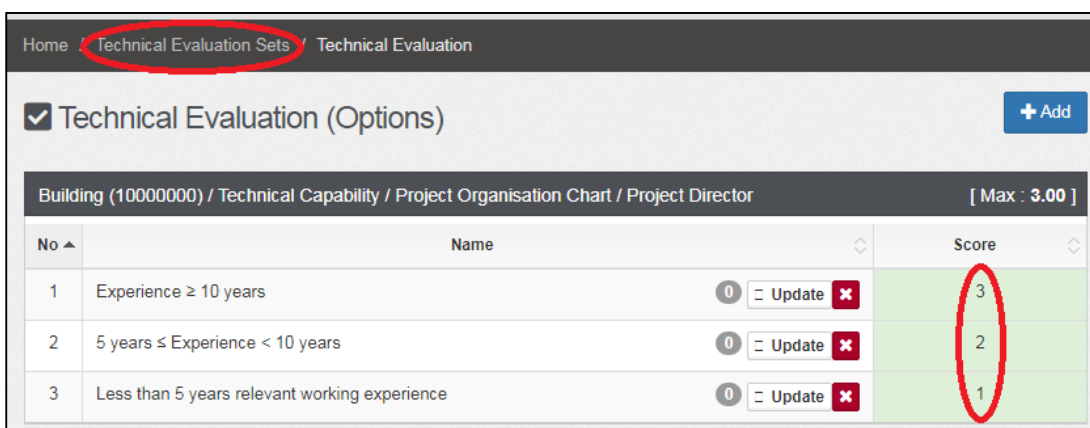 Home / Technical Evaluation Sets / Technical Evaluation
Technical Evaluation (Options)
+ Add
Building (10000000) / Technical Capability / Project Organisation Chart / Project Director [ Max : 3.00 ]
No Name Score
1 Experience ≥ 10 years 0 Update 3
2 5 years ≤ Experience < 10 years 0 Update 2
3 Less than 5 years relevant working experience 0 Update 1